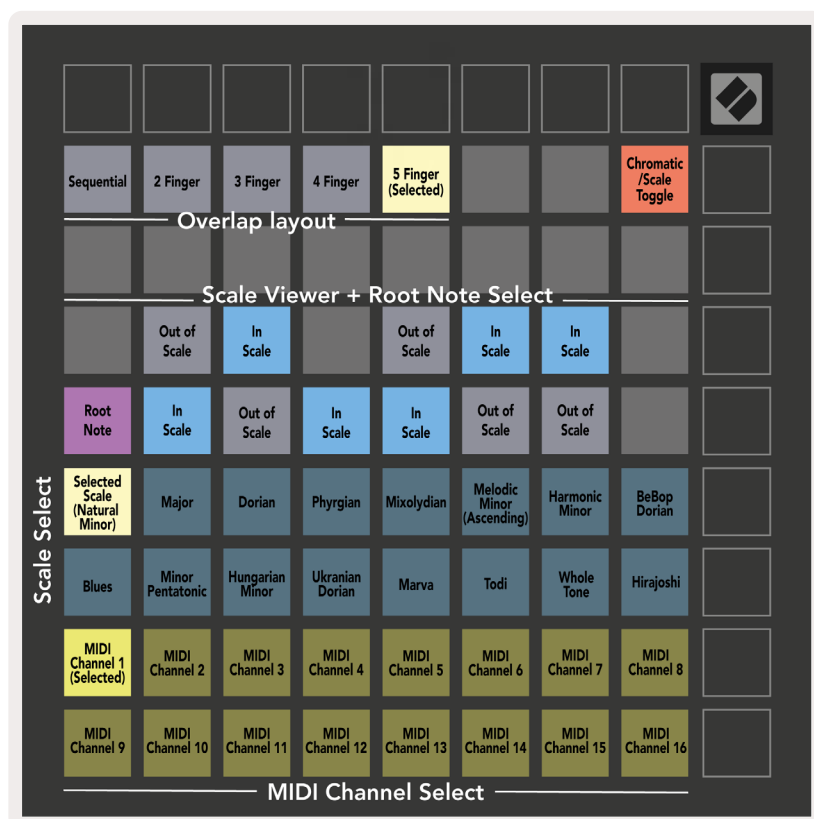 Sequential
2 Finger
3 Finger
4 Finger
5 Finger
(Selected)
Chromatic
/Scale
Toggle
Overlap layout
Scale Viewer + Root Note Select
Out of
Scale
In
Scale
Out of
Scale
In
Scale
In
Scale
Root
Note
In
Scale
Out of
Scale
In
Scale
In
Scale
Out of
Scale
Out of
Scale
Scale Select
Selected
Scale
(Natural
Minor)
Major
Dorian
Phyrgian
Mixolydian
Melodic
Minor
(Ascending)
Harmonic
Minor
BeBop
Dorian
Blues
Minor
Pentatonic
Hungarian
Minor
Ukranian
Dorian
Marva
Todi
Whole
Tone
Hirajoshi
MIDI
Channel 1
(Selected)
MIDI
Channel 2
MIDI
Channel 3
MIDI
Channel 4
MIDI
Channel 5
MIDI
Channel 6
MIDI
Channel 7
MIDI
Channel 8
MIDI
Channel 9
MIDI
Channel 10
MIDI
Channel 11
MIDI
Channel 12
MIDI
Channel 13
MIDI
Channel 14
MIDI
Channel 15
MIDI
Channel 16
MIDI Channel Select